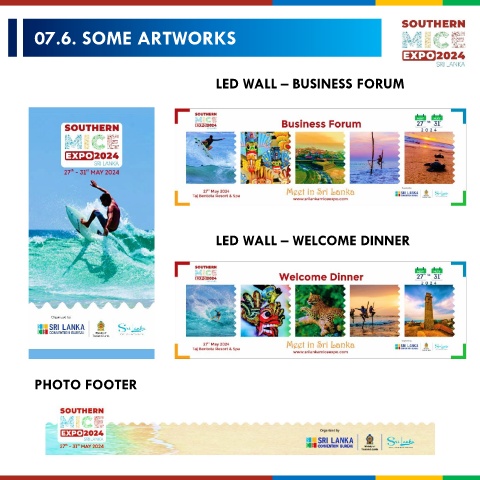 07.6. SOME ARTWORKS
SOUTHERN
MICE
EXPO2024
SRI LANKA
LED WALL – BUSINESS FORUM
SOUTHERN
MICE
EXPO2024
SRI LANKA
27th - 31st MAY 2024
Organized by
SRI LANKA
CONVENTION BUREAU
SOUTHERN
MICE
EXPO2024
Business Forum
27th 31st
2024
27th May 2024
Taj Bentota Resort & Spa
Meet in Sri Lanka
www.srilankamiceexpo.com
SRI LANKA
LED WALL – WELCOME DINNER
SOUTHERN
MICE
EXPO2024
Welcome Dinner
27th 31st
2024
27th May 2024
Taj Bentota Resort & Spa
Meet in Sri Lanka
www.srilankamiceexpo.com
SRI LANKA
PHOTO FOOTER
SOUTHERN
MICE
EXPO2024
27th - 31st MAY 2024
Organized by
SRI LANKA
CONVENTION BUREAU
Sri Lanka